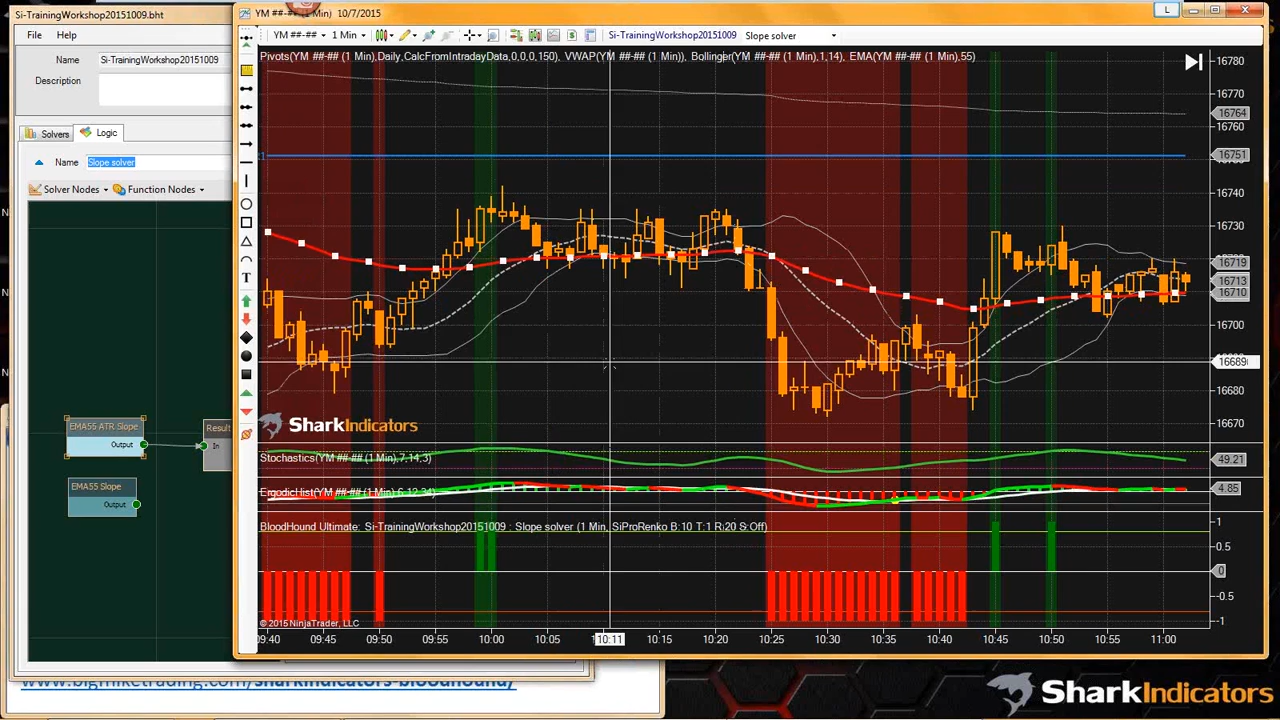 Si-TrainingWorkshop20151009.bht
File Help
Name Si-TrainingWorkshop20151009
Description
Solvers Logic
Name Slope solver
Solver Nodes Function Nodes
EMA55 ATR Slope
Output
Result
In
EMA55 Slope
Output
YM ##-## (1 Min) 10/7/2015
L
YM ##-## 1 Min Si-TrainingWorkshop20151009 Slope solver
Pivots(YM ##-## (1 Min),Daily,CalcFromIntradayData,0,0,0,150), VWAP(YM ##-## (1 Min)), Bollinger(YM ##-## (1 Min),1,14), EMA(YM ##-## (1 Min),55)
T
16780
16770
16764
16760
16751
16740
16730
16719
16713
16710
16700
16689
16680
16670
SharkIndicators
Stochastics(YM ##-## (1 Min),7,14,3)
49.21
ErgodicHist(YM ##-## (1 Min),6,12,34)
4.85
BloodHound Ultimate: Si-TrainingWorkshop20151009 : Slope solver (1 Min, SiProRenko B:10 T:1 R:20 S:Off)
1
0.5
0
-0.5
-1
© 2015 NinjaTrader, LLC
09:40 09:45 09:50 09:55 10:00 10:05 10:11 10:15 10:20 10:25 10:30 10:35 10:40 10:45 10:50 10:55 11:00
www.bigmiketrading.com/sharkindicators-bloodhound/
SharkIndicators